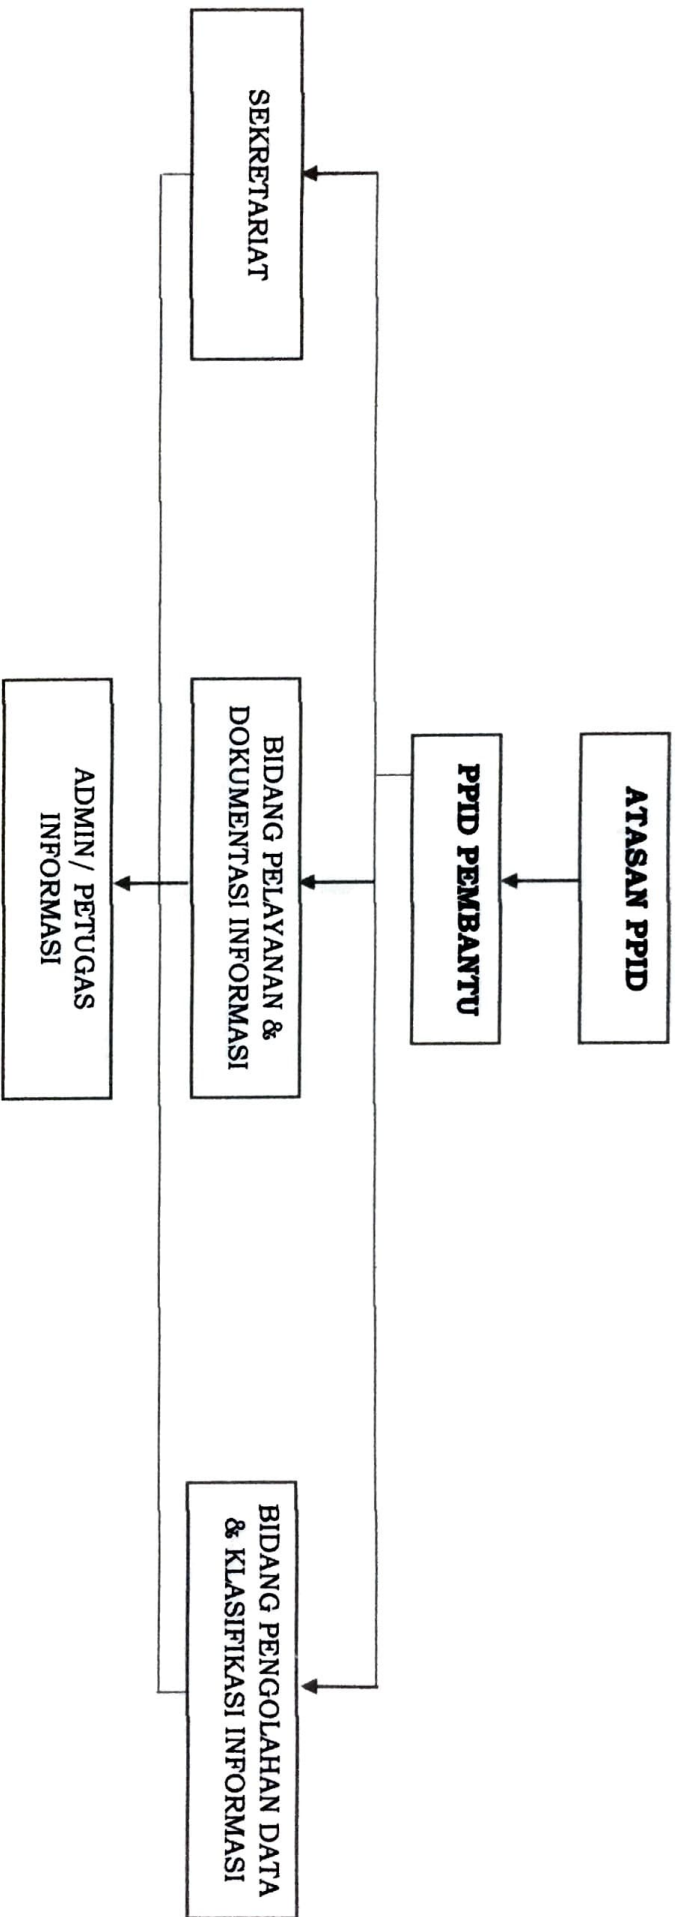 ATASAN PPID
PPID PEMBANTU
SEKRETARIAT
BIDANG PELAYANAN &
DOKUMENTASI INFORMASI
BIDANG PENGOLAHAN DATA
& KLASIFIKASI INFORMASI
ADMIN/ PETUGAS
INFORMASI